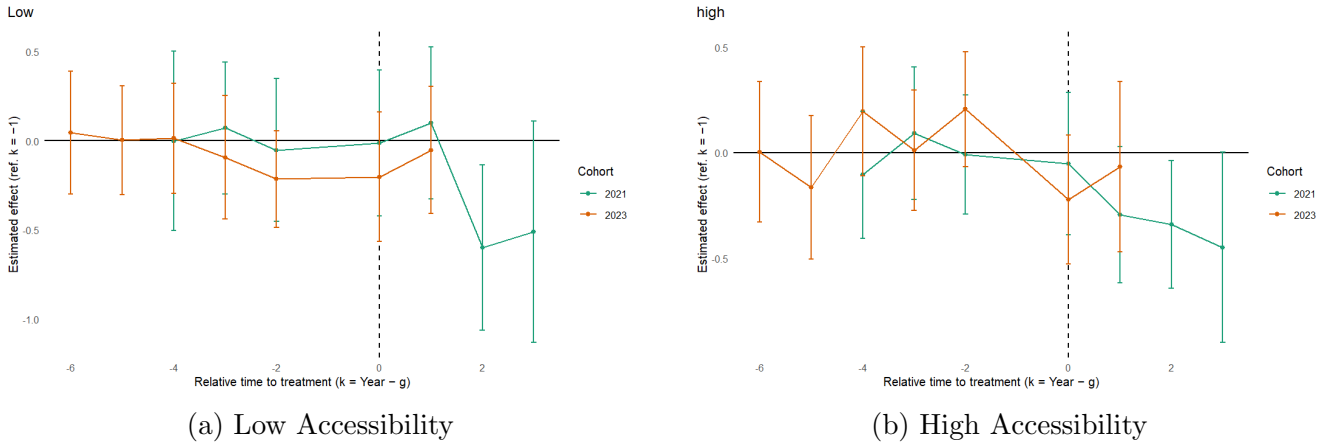 Low
0.5
0.0
-0.5
-1.0
Estimated effect (ref. k = −1)
-6
-4
-2
0
2
Relative time to treatment (k = Year − g)
Cohort
2021
2023
(a) Low Accessibility
high
0.5
0.0
-0.5
Estimated effect (ref. k = −1)
-6
-4
-2
0
2
Relative time to treatment (k = Year − g)
Cohort
2021
2023
(b) High Accessibility